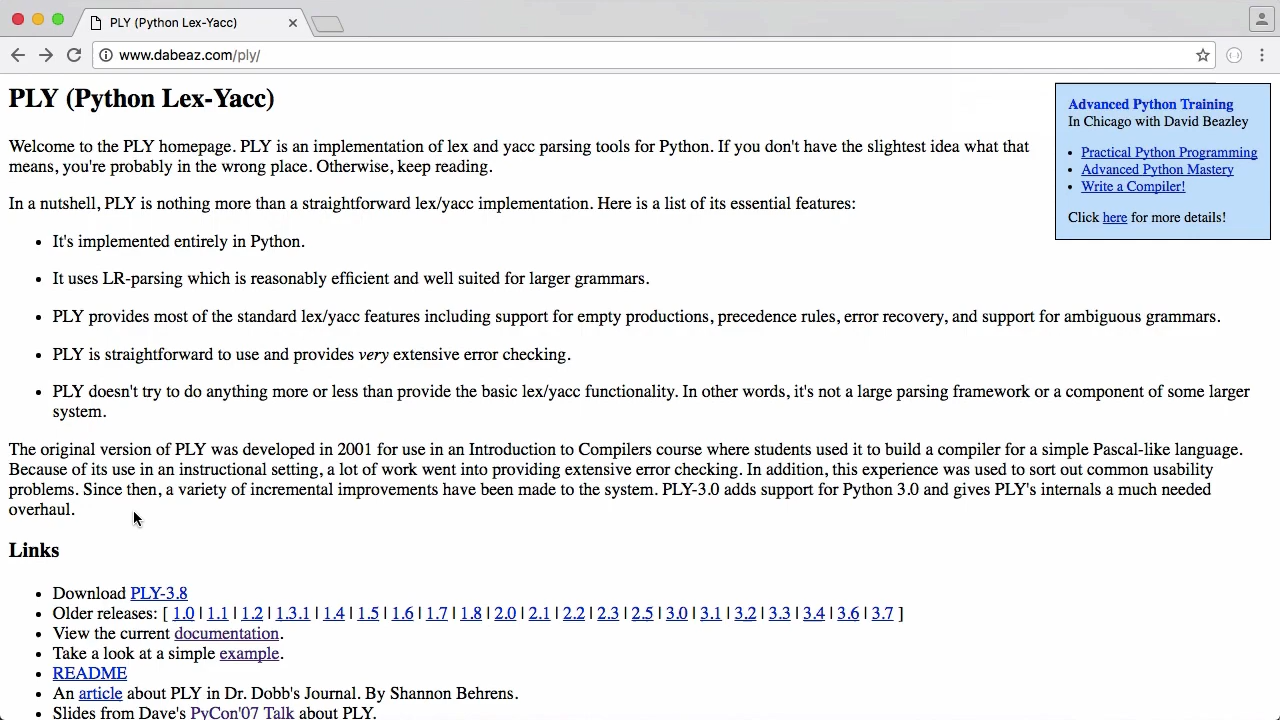 PLY (Python Lex-Yacc)
www.dabeaz.com/ply/
PLY (Python Lex-Yacc)
Welcome to the PLY homepage. PLY is an implementation of lex and yacc parsing tools for Python. If you don't have the slightest idea what that
means, you're probably in the wrong place. Otherwise, keep reading.
In a nutshell, PLY is nothing more than a straightforward lex/yacc implementation. Here is a list of its essential features:
• It's implemented entirely in Python.
• It uses LR-parsing which is reasonably efficient and well suited for larger grammars.
• PLY provides most of the standard lex/yacc features including support for empty productions, precedence rules, error recovery, and support for ambiguous grammars.
• PLY is straightforward to use and provides very extensive error checking.
• PLY doesn't try to do anything more or less than provide the basic lex/yacc functionality. In other words, it's not a large parsing framework or a component of some larger
system.
The original version of PLY was developed in 2001 for use in an Introduction to Compilers course where students used it to build a compiler for a simple Pascal-like language.
Because of its use in an instructional setting, a lot of work went into providing extensive error checking. In addition, this experience was used to sort out common usability
problems. Since then, a variety of incremental improvements have been made to the system. PLY-3.0 adds support for Python 3.0 and gives PLY's internals a much needed
overhaul.
Links
• Download PLY-3.8
• Older releases: [ 1.0 | 1.1 | 1.2 | 1.3.1 | 1.4 | 1.5 | 1.6 | 1.7 | 1.8 | 2.0 | 2.1 | 2.2 | 2.3 | 2.5 | 3.0 | 3.1 | 3.2 | 3.3 | 3.4 | 3.6 | 3.7 ]
• View the current documentation.
• Take a look at a simple example.
• README
• An article about PLY in Dr. Dobb's Journal. By Shannon Behrens.
• Slides from Dave's PyCon'07 Talk about PLY.
Advanced Python Training
In Chicago with David Beazley
• Practical Python Programming
• Advanced Python Mastery
• Write a Compiler!
Click here for more details!